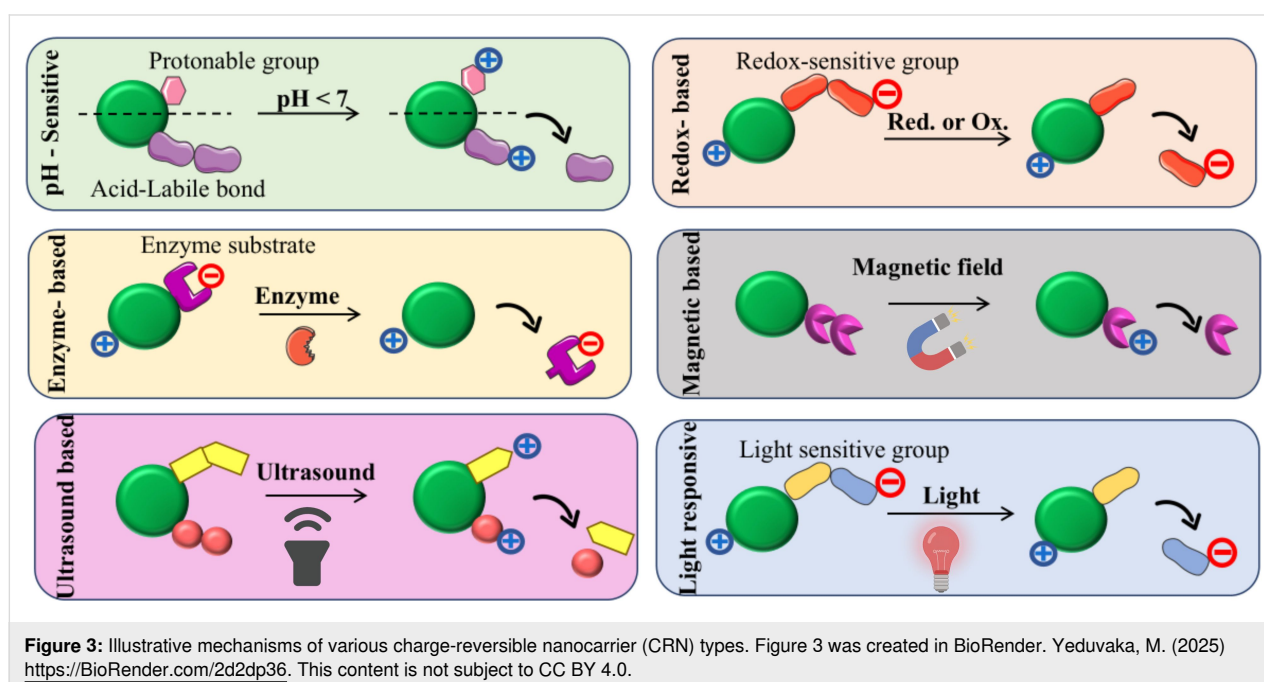 pH - Sensitive
Protonable group
pH < 7
Acid-Labile bond
Redox- based
Redox-sensitive group
Red. or Ox.
Enzyme- based
Enzyme substrate
Enzyme
Magnetic based
Magnetic field
Ultrasound based
Ultrasound
Light responsive
Light sensitive group
Light
Figure 3: Illustrative mechanisms of various charge-reversible nanocarrier (CRN) types. Figure 3 was created in BioRender. Yeduvaka, M. (2025)
https://BioRender.com/2d2dp36. This content is not subject to CC BY 4.0.